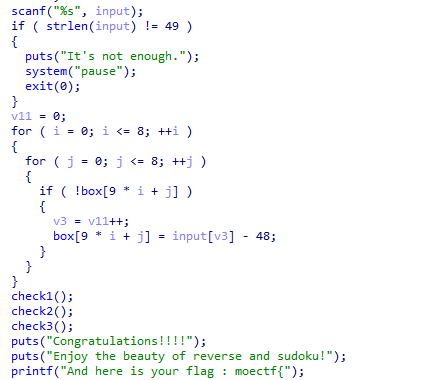 scanf("%s", input);
if ( strlen(input) != 49 )
{
puts("It's not enough.");
system("pause");
exit(0);
}
v11 = 0;
for ( i = 0; i <= 8; ++i )
{
for ( j = 0; j <= 8; ++j )
{
if ( !box[9 * i + j] )
{
v3 = v11++;
box[9 * i + j] = input[v3] - 48;
}
}
}
check1();
check2();
check3();
puts("Congratulations!!!!");
puts("Enjoy the beauty of reverse and sudoku!");
printf("And here is your flag : moectf{");